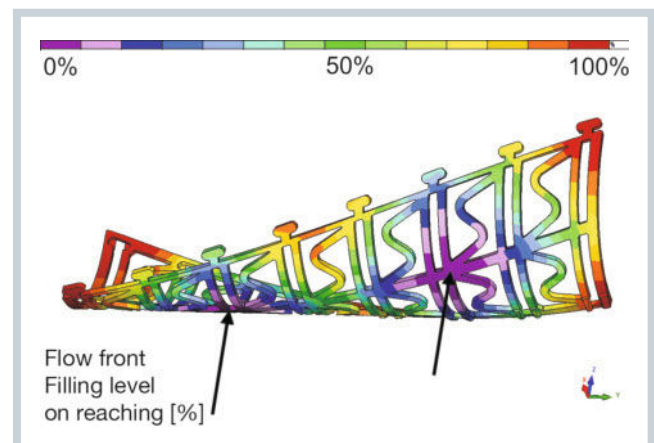 0% 50% 100%
Flow front
Filling level
on reaching [%]
Z
Y